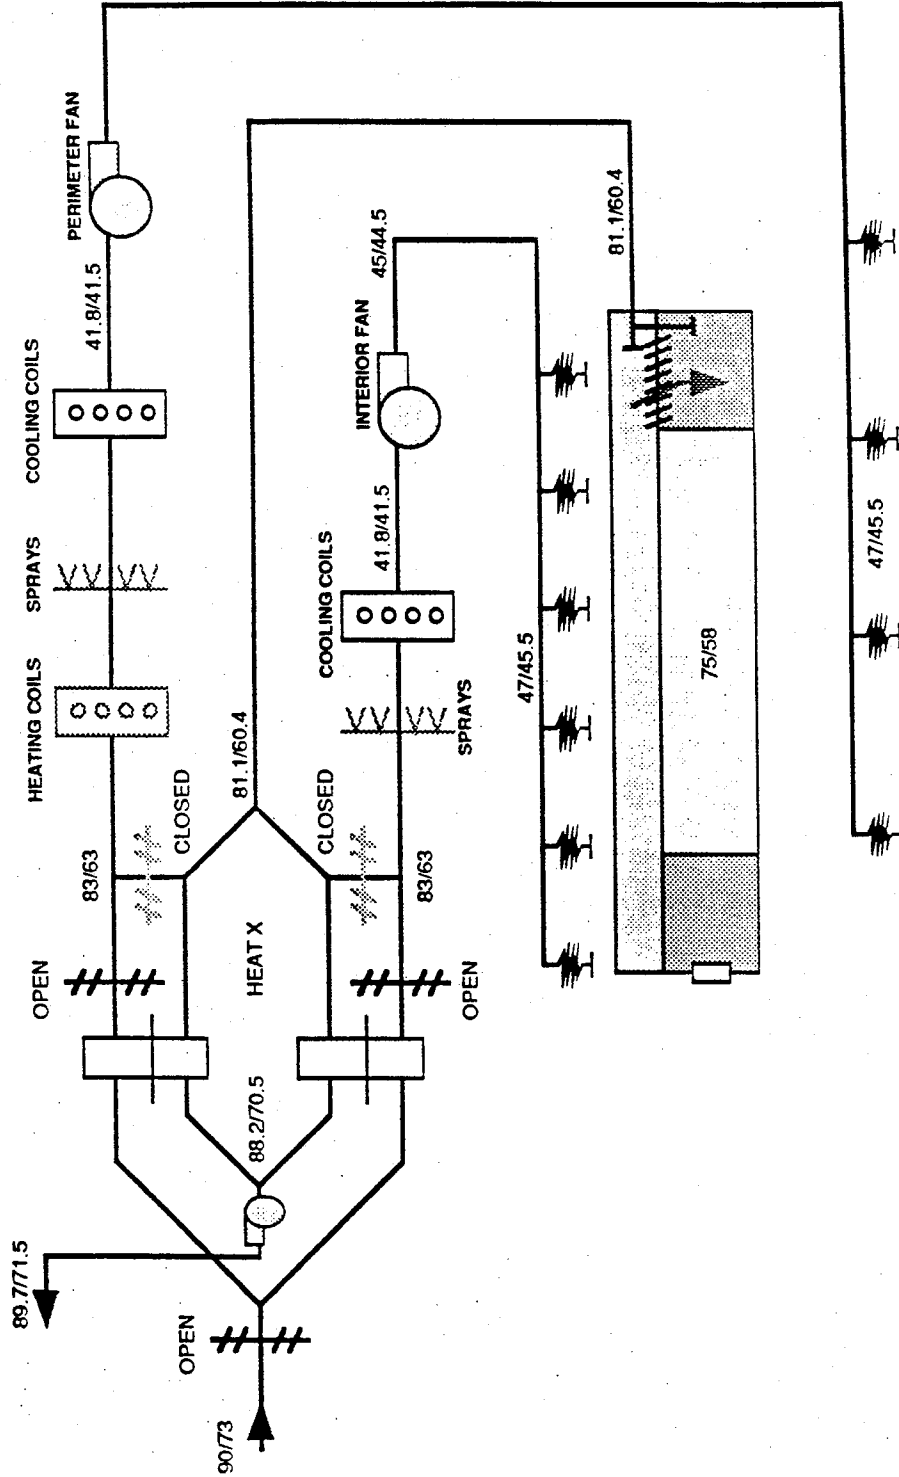 PERIMETER FAN
41.8/41.5
COOLING COILS
SPRAYS
HEATING COILS
83/63
CLOSED
OPEN
81.1/60.4
HEAT X
88.2/70.5
89.7/71.5
OPEN
90/73
45/44.5
INTERIOR FAN
41.8/41.5
COOLING COILS
SPRAYS
CLOSED
83/63
OPEN
47/45.5
81.1/60.4
75/58
47/45.5